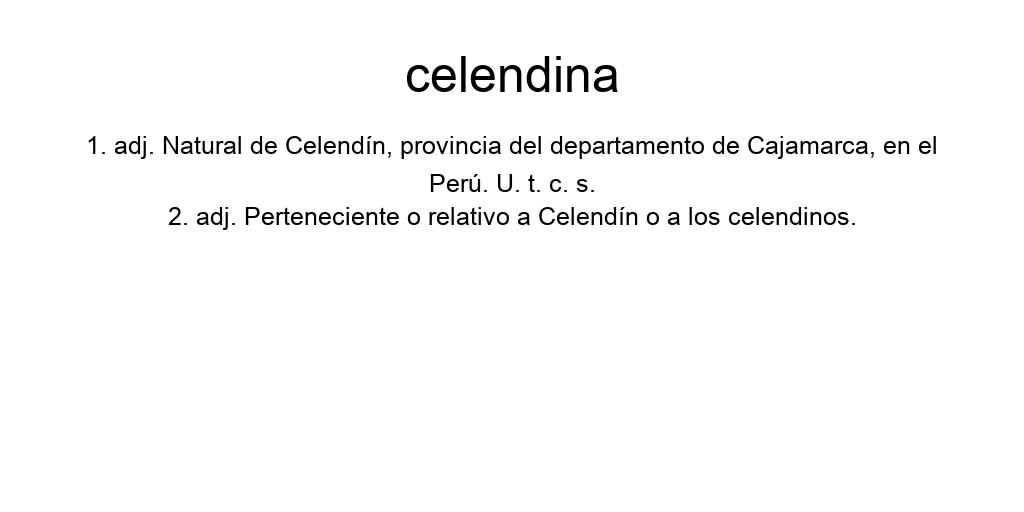 celendina
1. adj. Natural de Celendín, provincia del departamento de Cajamarca, en el
Perú. U. t. c. s.
2. adj. Perteneciente o relativo a Celendín o a los celendinos.